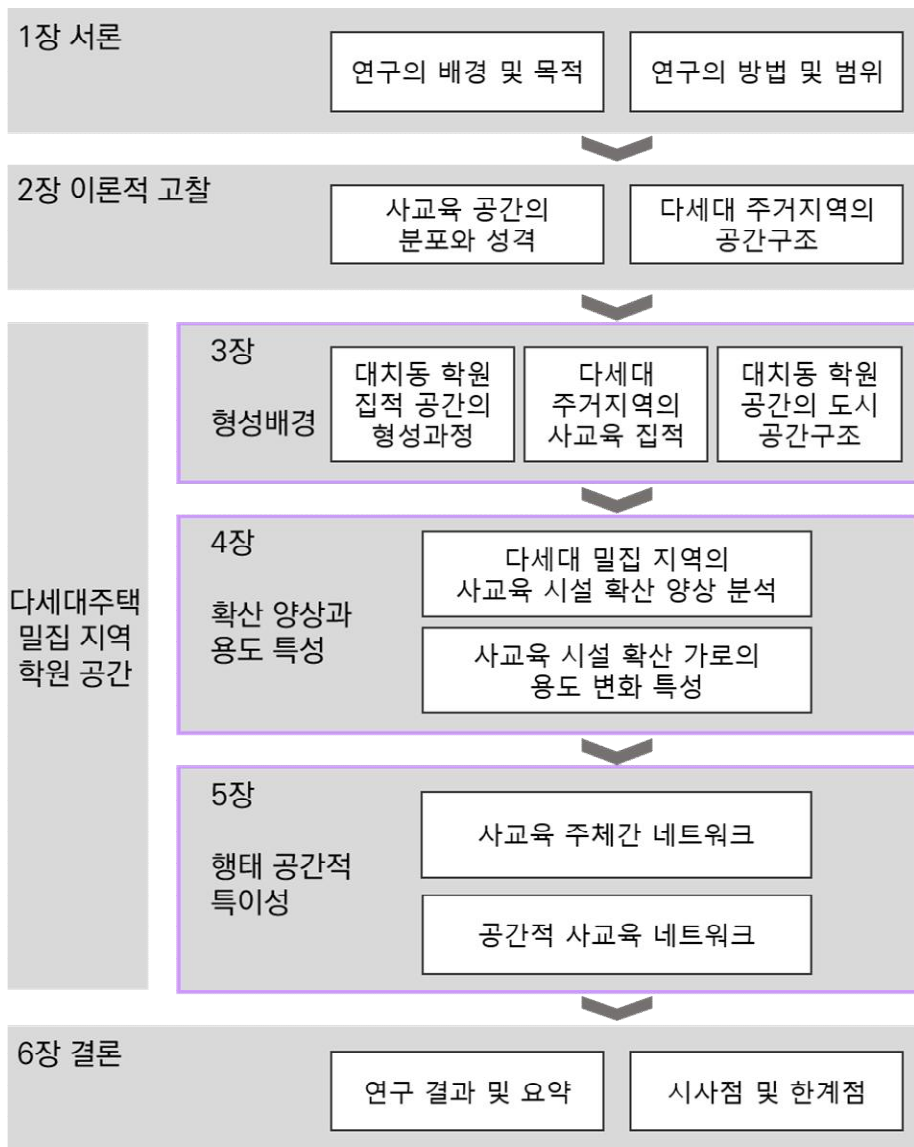 1장 서론
연구의 배경 및 목적
연구의 방법 및 범위
2장 이론적 고찰
사교육 공간의
분포와 성격
다세대 주거지역의
공간구조
다세대주택
밀집 지역
학원 공간
3장
형성배경
대치동 학원
집적 공간의
형성과정
다세대
주거지역의
사교육 집적
대치동 학원
공간의 도시
공간구조
4장
확산 양상과
용도 특성
다세대 밀집 지역의
사교육 시설 확산 양상 분석
사교육 시설 확산 가로의
용도 변화 특성
5장
행태 공간적
특이성
사교육 주체간 네트워크
공간적 사교육 네트워크
6장 결론
연구 결과 및 요약
시사점 및 한계점